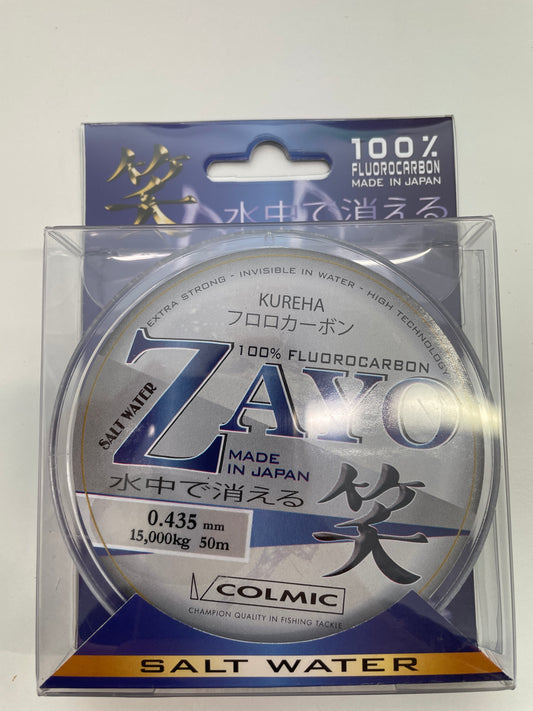 笑
100%
FLUOROCARBON
MADE IN JAPAN
水中で消える
EXTRA STRONG - INVISIBLE IN WATER - HIGH TECHNOLOGY
KUREHA
フロロカーボン
100% FLUOROCARBON
SALT WATER
ZAYO
MADE
IN JAPAN
水中で消える
笑
0.435 mm
15,000kg 50m
COLMIC
CHAMPION QUALITY IN FISHING TACKLE
SALT WATER